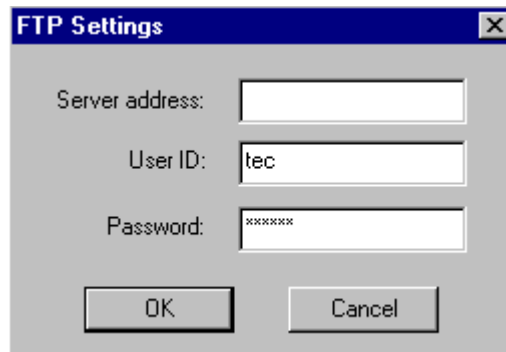 FTP Settings
Server address:
User ID: tec
Password: ******
OK Cancel